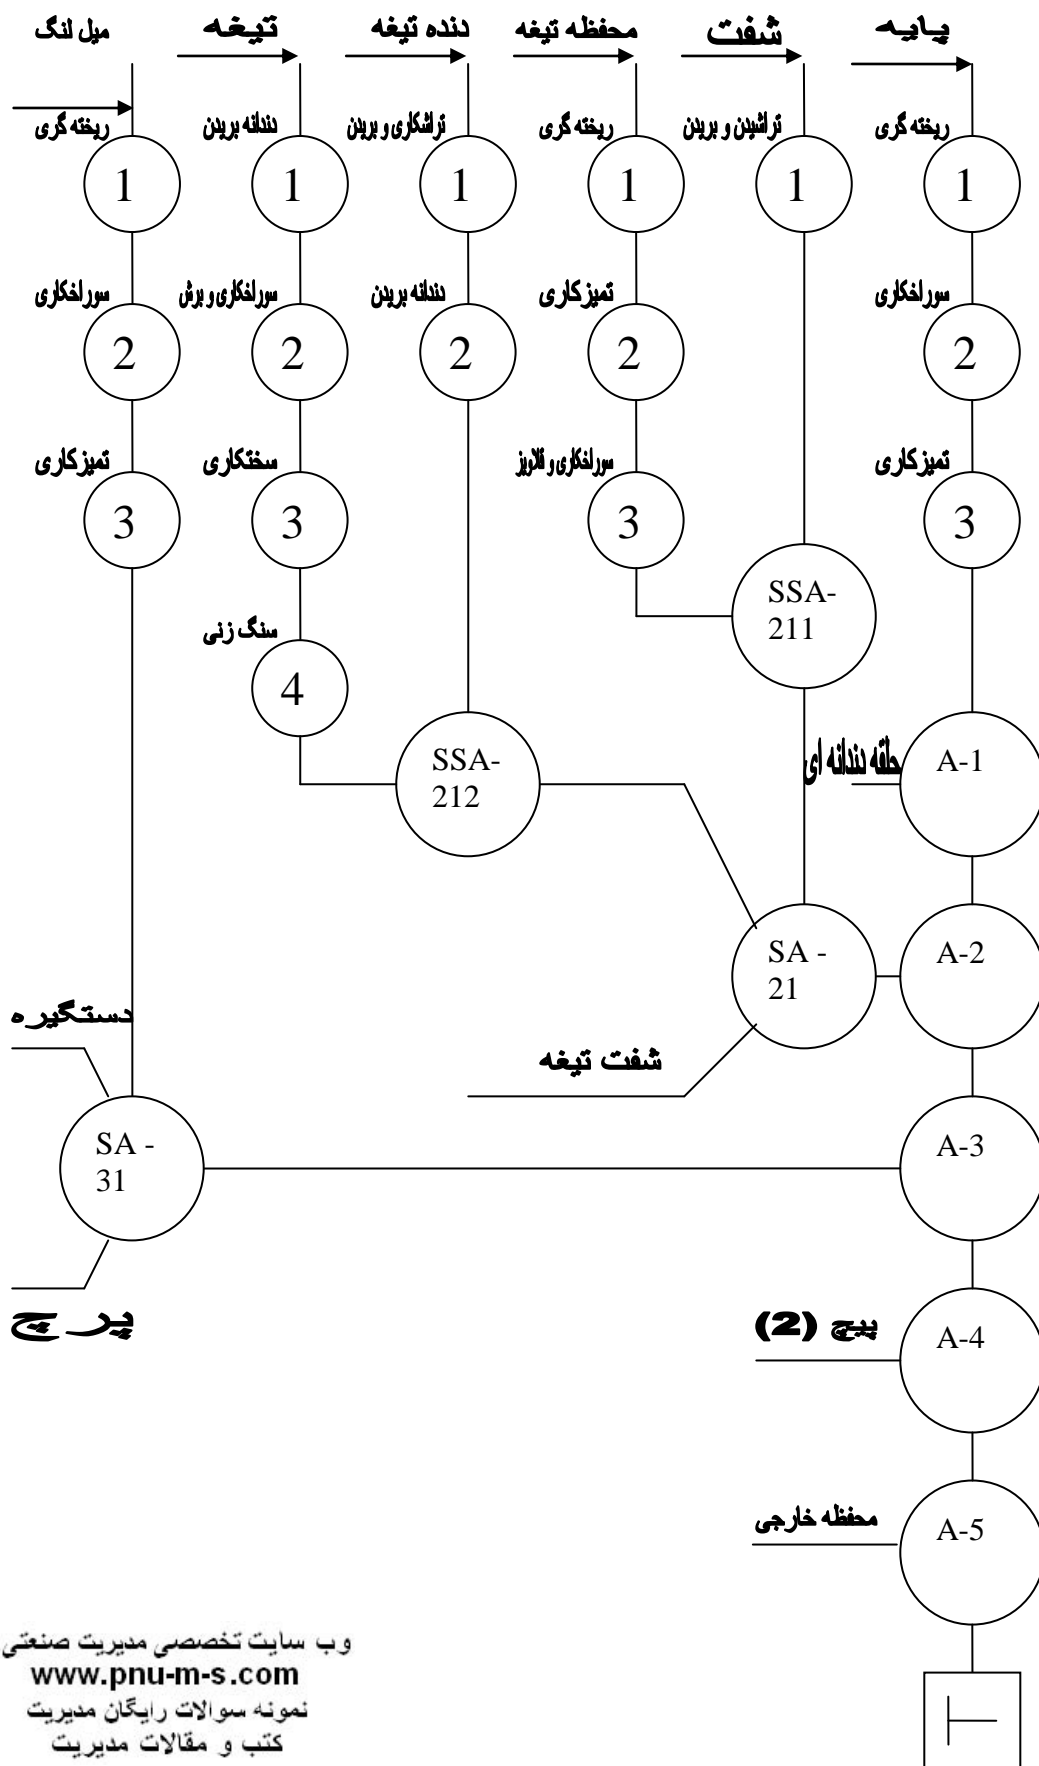 پایه
شفت
محفظه تیغه
دنده تیغه
تیغه
میل لنگ
ریخته گری
تراشیدن و بریدن
ریخته گری
تراشکاری و بریدن
دندانه بریدن
ریخته گری
1
1
1
1
1
1
سوراخکاری
تمیزکاری
دندانه بریدن
سوراخکاری و برش
سوراخکاری
2
2
2
2
2
تمیزکاری
سوراخکاری و قلاویز
سختکاری
تمیزکاری
3
3
3
3
SSA-
211
سنگ زنی
4
حلقه دندانه ای
A-1
SSA-
212
A-2
SA -
21
دستگیره
شفت تیغه
A-3
SA -
31
پرچ
پیچ (2)
A-4
محفظه خارجی
A-5
وب سایت تخصصی مدیریت صنعتی
www.pnu-m-s.com
نمونه سوالات رایگان مدیریت
کتب و مقالات مدیریت